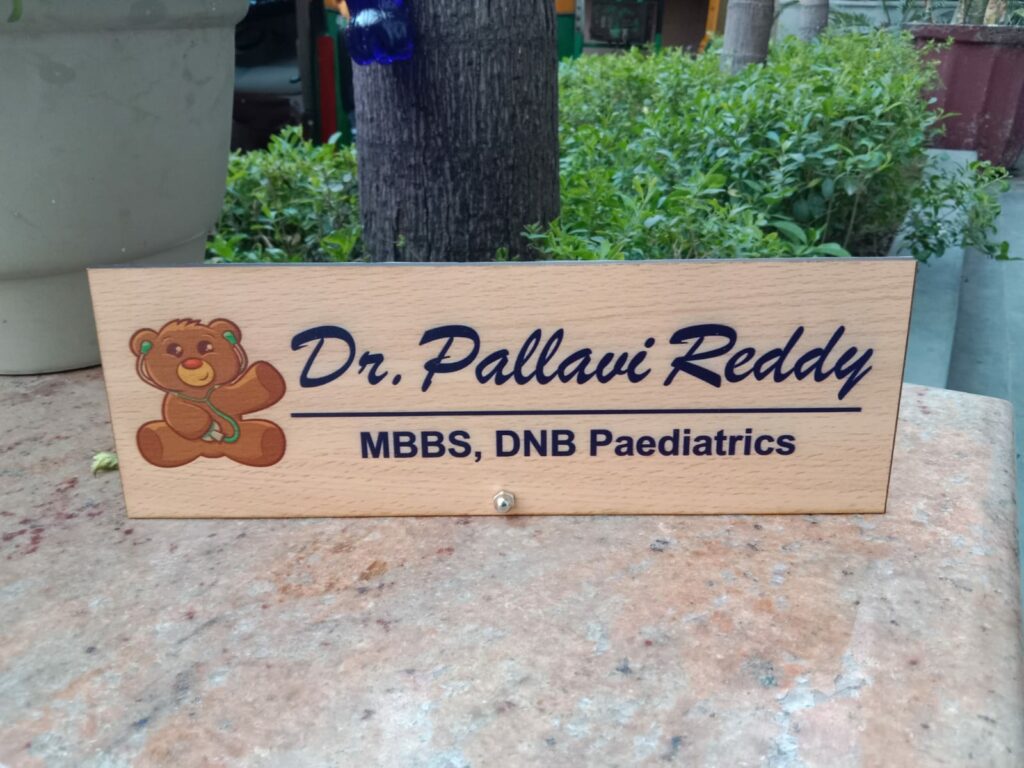 Dr. Pallavi Reddy
MBBS, DNB Paediatrics